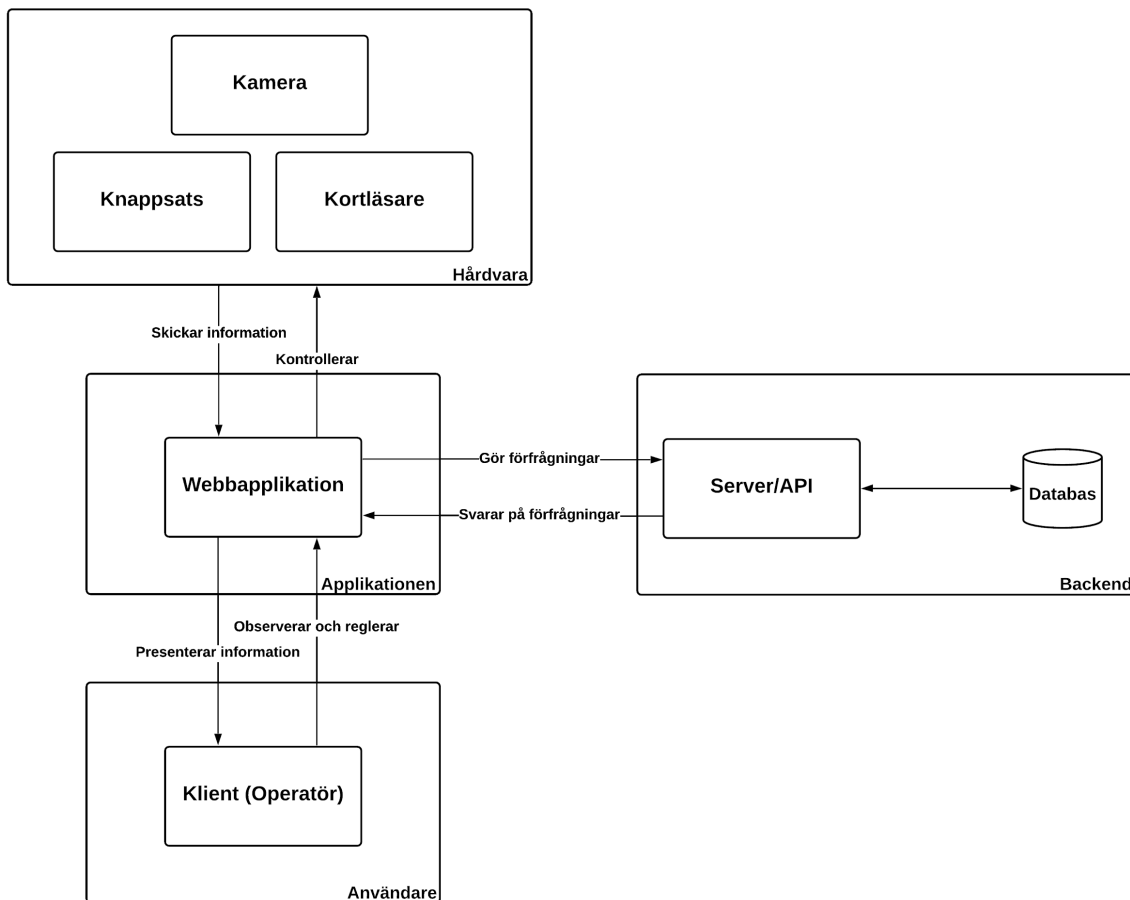 Kamera
Knappsats
Kortläsare
Hårdvara
Skickar information
Kontrollerar
Webbapplikation
Gör förfrågningar
Svarar på förfrågningar
Server/API
Databas
Applikationen
Backend
Observerar och reglerar
Presenterar information
Klient (Operatör)
Användare